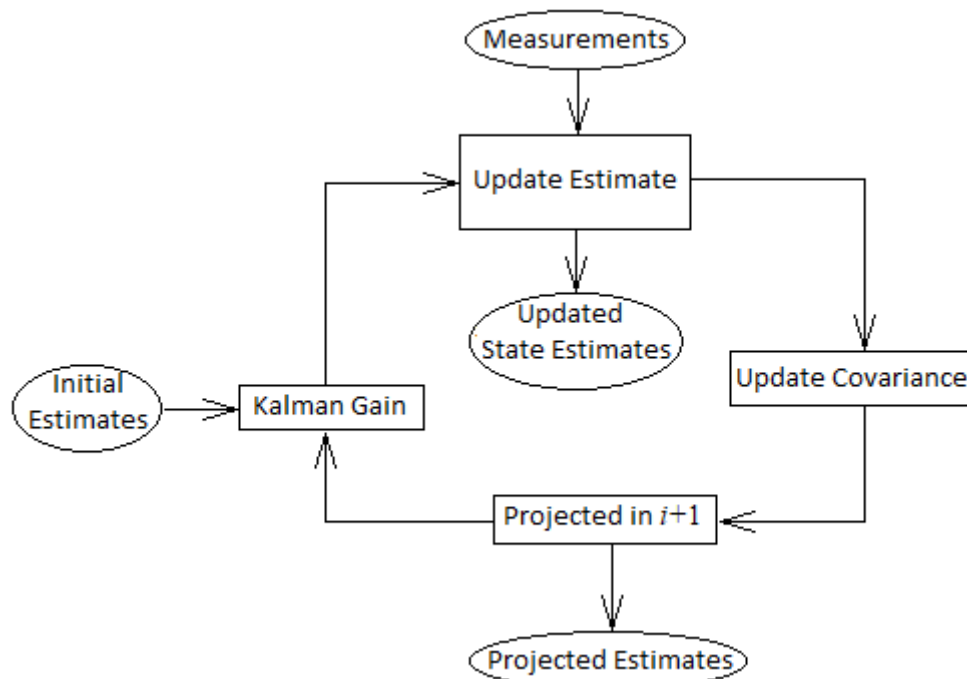 Measurements
Update Estimate
Updated
State Estimates
Update Covariance
Initial
Estimates
Kalman Gain
Projected in i+1
Projected Estimates